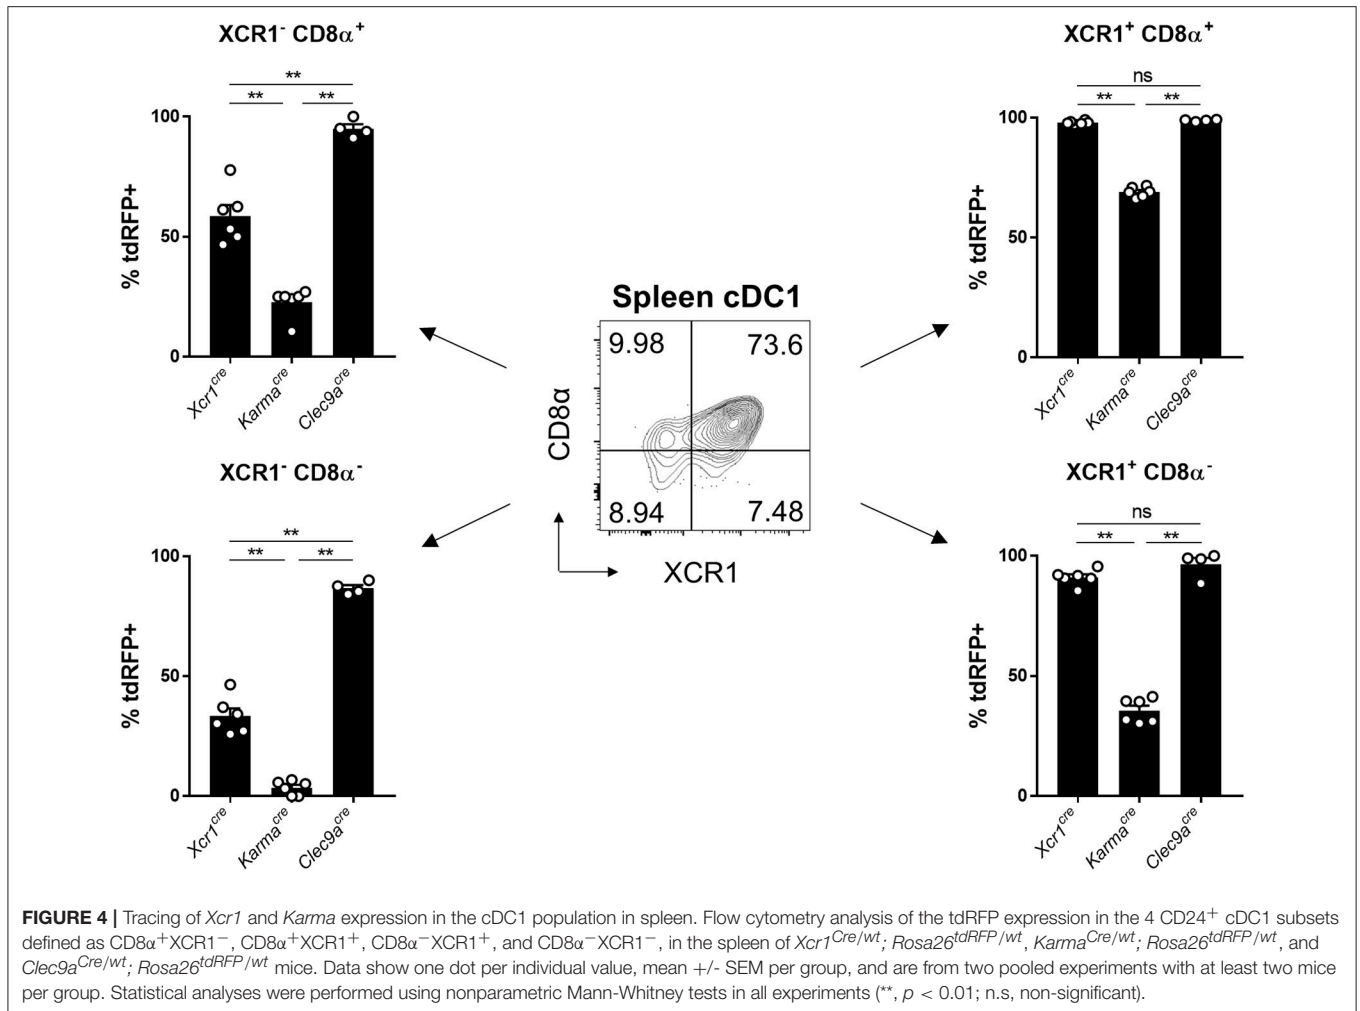 XCR1- CD8α+
**
** **
100
50
0
% tdRFP+
Xcr1cre
Karmacre
Clec9acre
XCR1+ CD8α+
ns
** **
100
50
0
% tdRFP+
Xcr1cre
Karmacre
Clec9acre
Spleen cDC1
9.98 73.6
8.94 7.48
CD8α
XCR1
XCR1- CD8α-
**
** **
100
50
0
% tdRFP+
Xcr1cre
Karmacre
Clec9acre
XCR1+ CD8α-
ns
** **
100
50
0
% tdRFP+
Xcr1cre
Karmacre
Clec9acre
FIGURE 4 | Tracing of Xcr1 and Karma expression in the cDC1 population in spleen. Flow cytometry analysis of the tdRFP expression in the 4 CD24+ cDC1 subsets
defined as CD8α+XCR1−, CD8α+XCR1+, CD8α−XCR1+, and CD8α−XCR1−, in the spleen of Xcr1Cre/wt; Rosa26tdRFP/wt, KarmaCre/wt; Rosa26tdRFP/wt, and
Clec9aCre/wt; Rosa26tdRFP/wt mice. Data show one dot per individual value, mean +/- SEM per group, and are from two pooled experiments with at least two mice
per group. Statistical analyses were performed using nonparametric Mann-Whitney tests in all experiments (**, p < 0.01; n.s, non-significant).